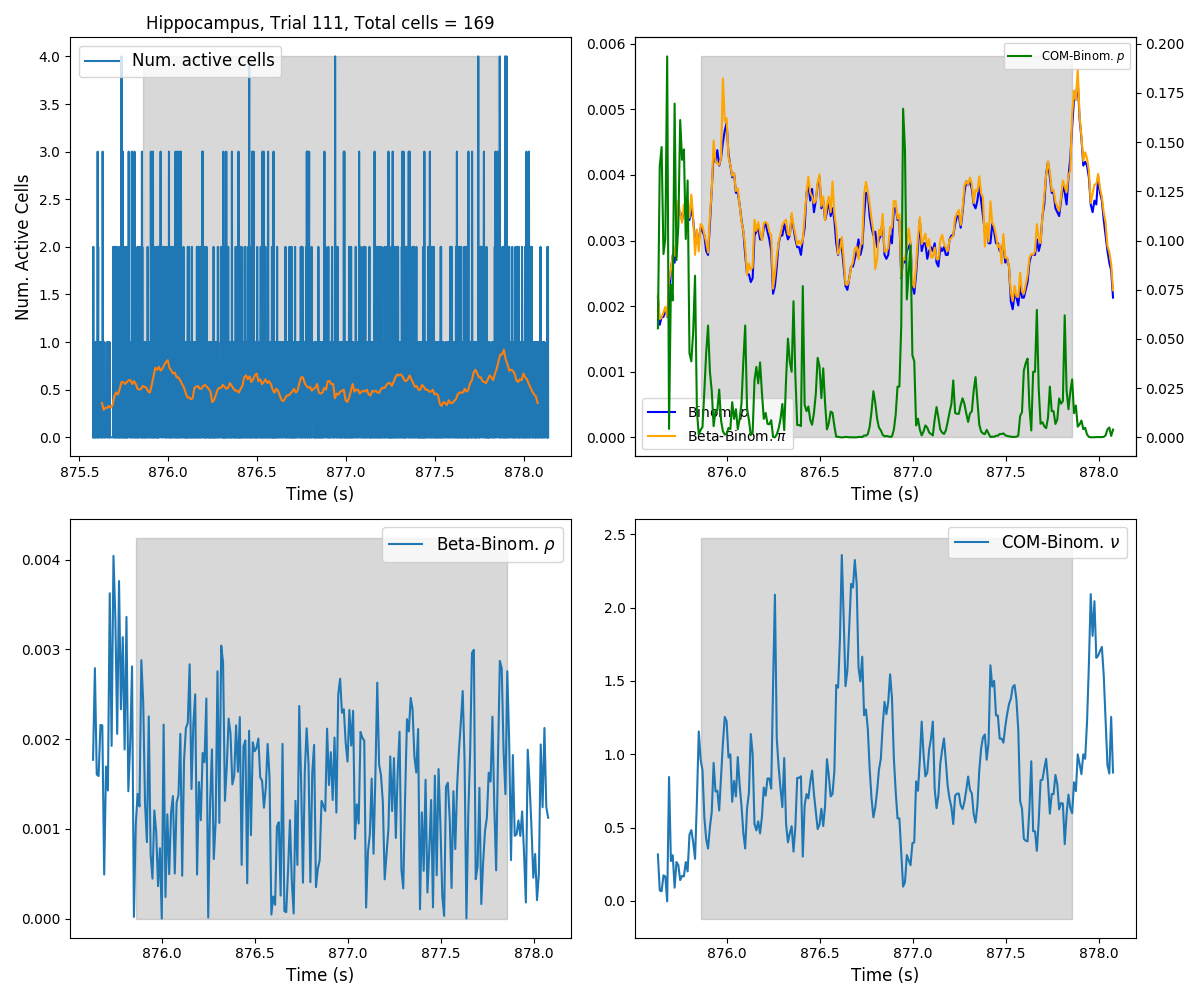 Hippocampus, Trial 111, Total cells = 169
Num. active cells
Num. Active Cells
4.0
3.5
3.0
2.5
2.0
1.5
1.0
0.5
0.0
875.5 876.0 876.5 877.0 877.5 878.0
Time (s)
COM-Binom. p
0.006
0.005
0.004
0.003
0.002
0.001
0.000
0.200
0.175
0.150
0.125
0.100
0.075
0.050
0.025
0.000
Binom. p
Beta-Binom. π
876.0 876.5 877.0 877.5 878.0
Time (s)
Beta-Binom. ρ
0.004
0.003
0.002
0.001
0.000
876.0 876.5 877.0 877.5 878.0
Time (s)
COM-Binom. ν
2.5
2.0
1.5
1.0
0.5
0.0
876.0 876.5 877.0 877.5 878.0
Time (s)